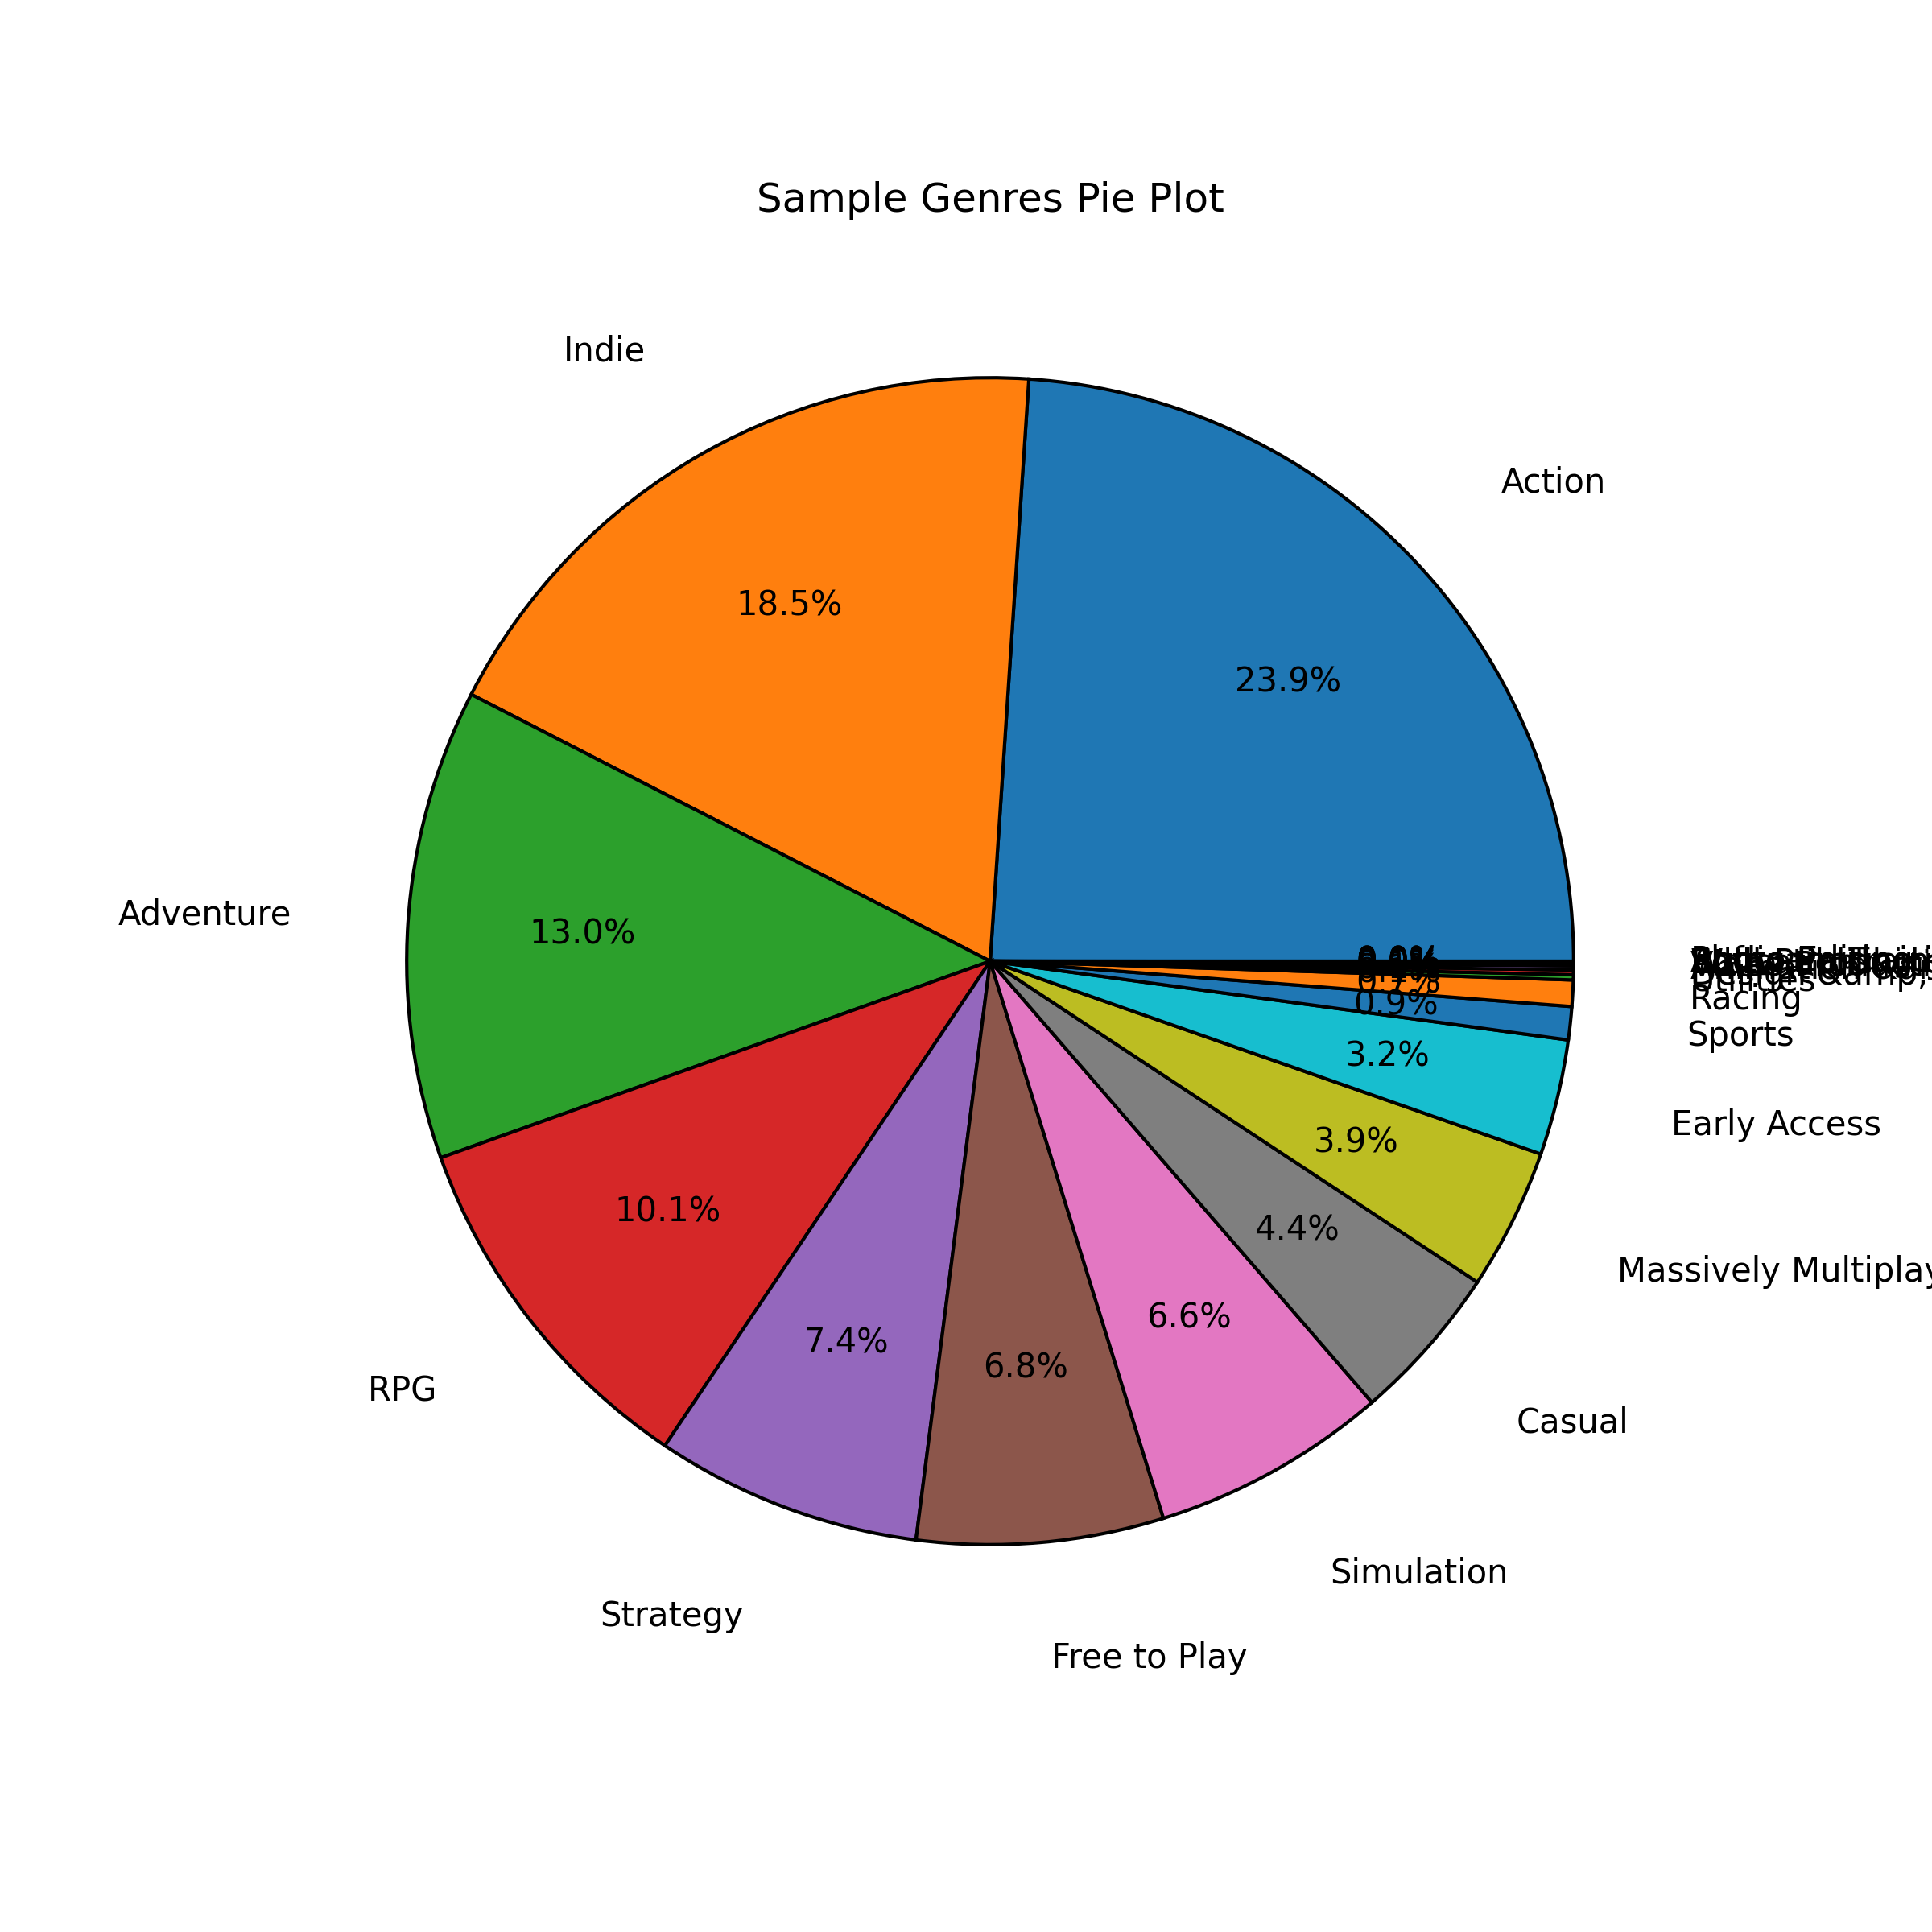 Sample Genres Pie Plot
Indie
Action
18.5%
23.9%
Adventure
13.0%
0.9%
Utilities
Racing
Sports
3.2%
Early Access
3.9%
10.1%
4.4%
Massively Multiplay
7.4%
6.8%
6.6%
RPG
Casual
Simulation
Strategy
Free to Play